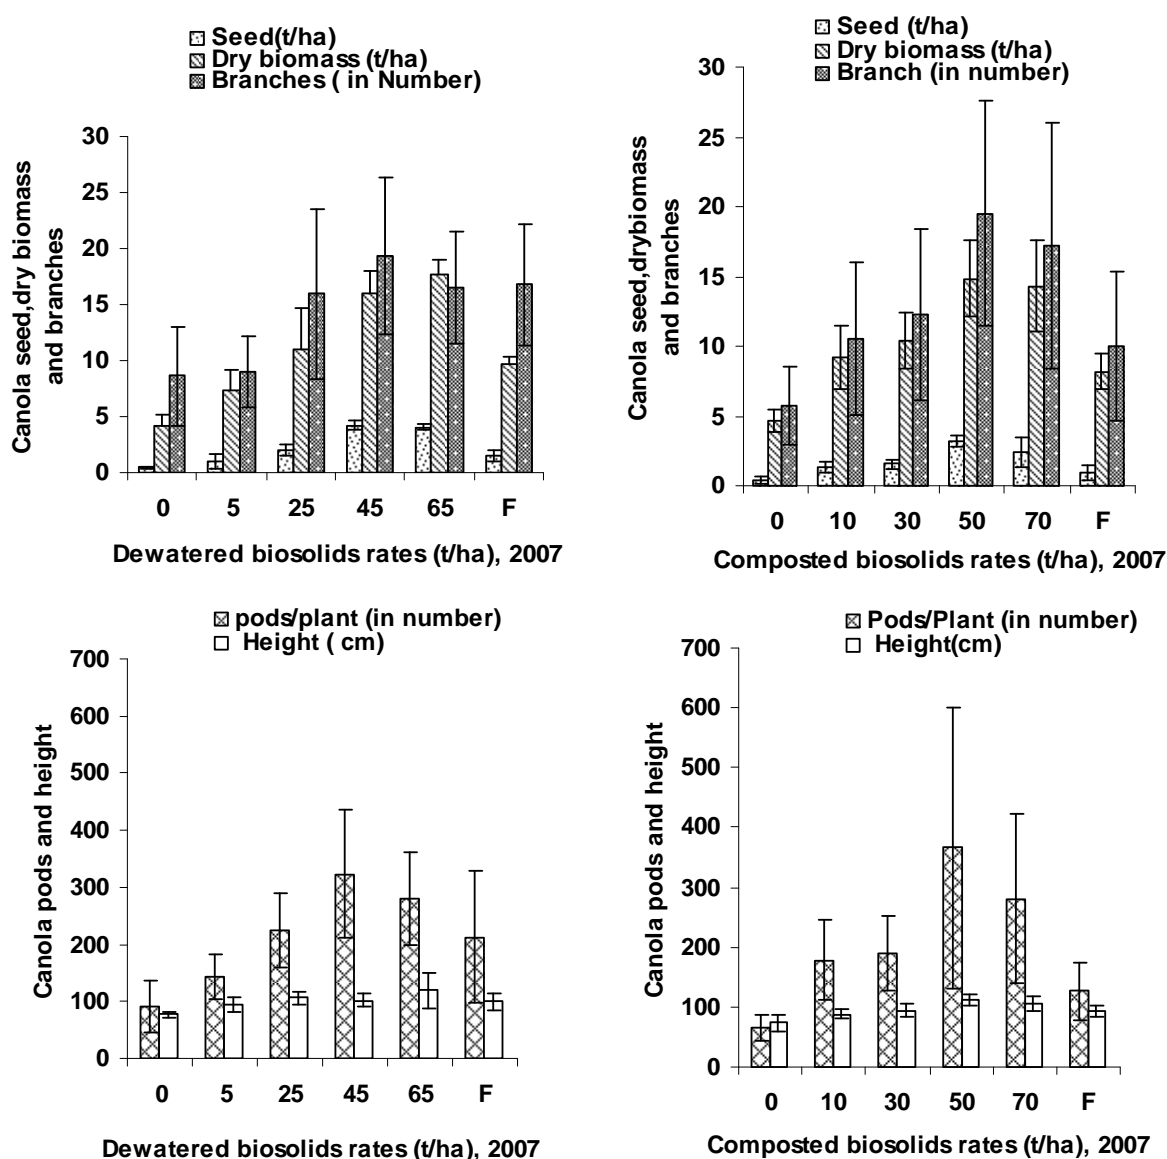 Seed(t/ha)
Dry biomass (t/ha)
Branches ( in Number)
30
25
20
15
10
5
0
Canola seed,dry biomass
and branches
0 5 25 45 65 F
Dewatered biosolids rates (t/ha), 2007
Seed (t/ha)
Dry biomass (t/ha)
Branch (in number)
30
25
20
15
10
5
0
Canola seed,drybiomass
and branches
0 10 30 50 70 F
Composted biosolids rates (t/ha), 2007
pods/plant (in number)
Height ( cm)
700
600
500
400
300
200
100
0
Canola pods and height
0 5 25 45 65 F
Dewatered biosolids rates (t/ha), 2007
Pods/Plant (in number)
Height(cm)
700
600
500
400
300
200
100
0
Canola pods and height
0 10 30 50 70 F
Composted biosolids rates (t/ha), 2007